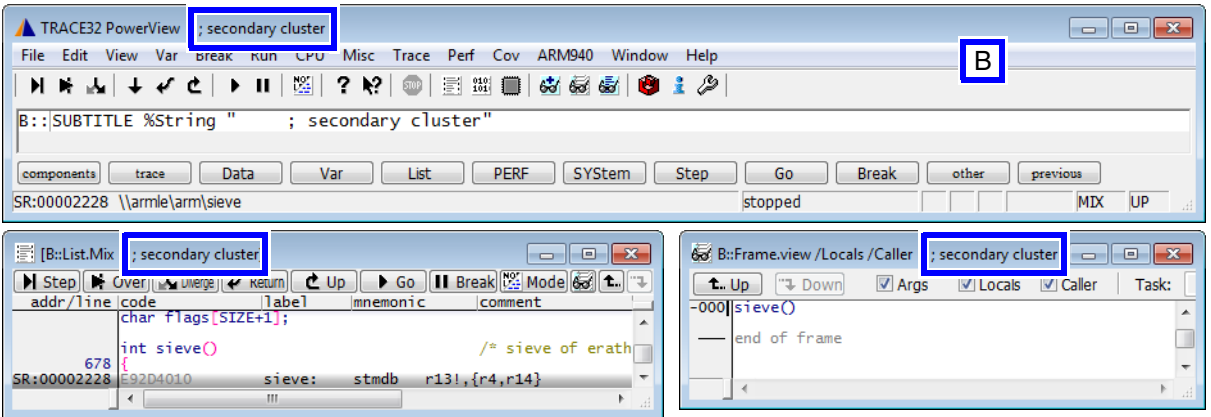 TRACE32 PowerView ; secondary cluster
File Edit View Var Break Run CPU Misc Trace Perf Cov ARM940 Window Help
B
NOT STOP 010 101
B::SUBTITLE %String " ; secondary cluster"
components trace Data Var List PERF SYStem Step Go Break other previous
SR:00002228 \\armle\arm\sieve stopped MIX UP
[B::List.Mix ; secondary cluster
Step Over Diverge Return Up Go Break Mode
addr/line code label mnemonic comment
char flags[SIZE+1];
int sieve() /* sieve of erath
678 {
SR:00002228 E92D4010 sieve: stmdb r13!,{r4,r14}
B::Frame.view /Locals /Caller ; secondary cluster
Up Down Args Locals Caller Task:
-000 sieve()
end of frame